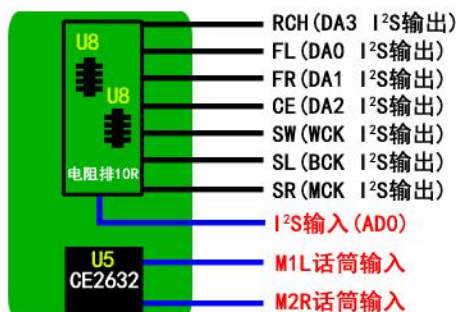 U8
U8
电阻排10R
U5
CE2632
RCH(DA3 I²S输出)
FL(DA0 I²S输出)
FR(DA1 I²S输出)
CE(DA2 I²S输出)
SW(WCK I²S输出)
SL(BCK I²S输出)
SR(MCK I²S输出)
I²S输入(AD0)
M1L话筒输入
M2R话筒输入